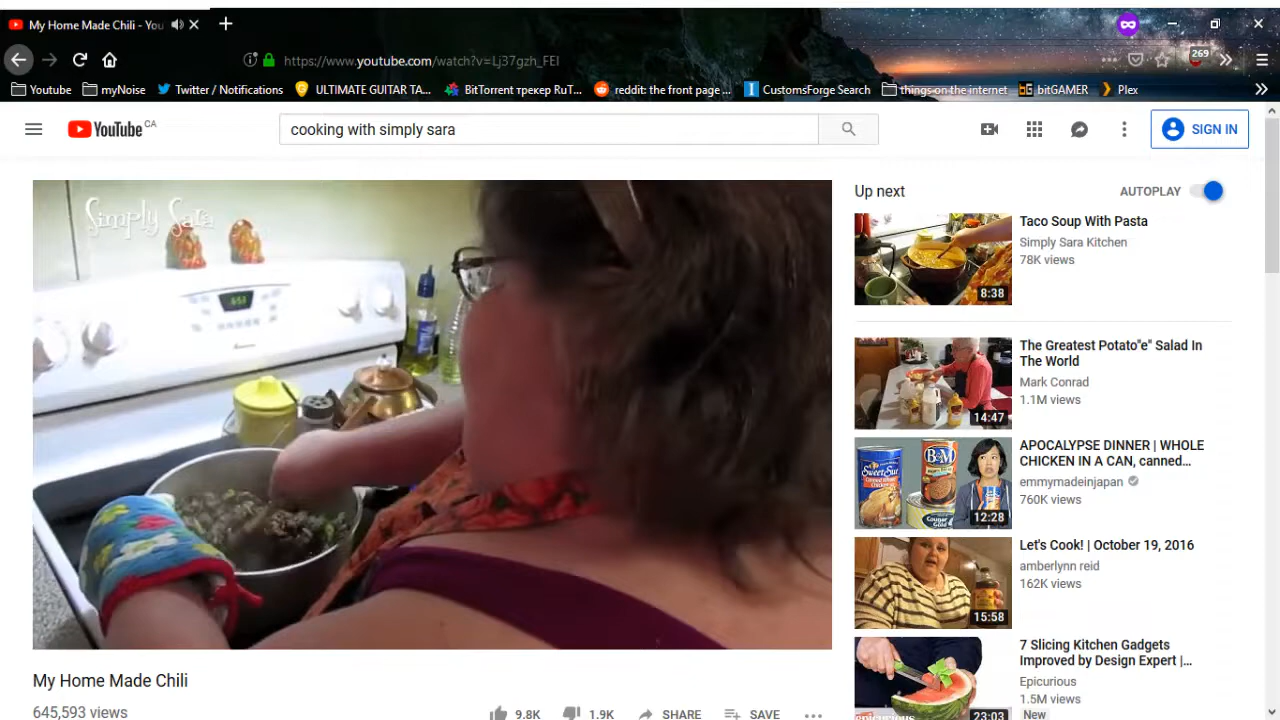 My Home Made Chili - You
https://www.youtube.com/watch?v=Lj37gzh_FEI
269
Youtube
myNoise
Twitter / Notifications
ULTIMATE GUITAR TA...
BitTorrent трекер RuT...
reddit: the front page ...
CustomsForge Search
things on the internet
bitGAMER
Plex
YouTube CA
cooking with simply sara
SIGN IN
Simply Sara
Up next
AUTOPLAY
Taco Soup With Pasta
Simply Sara Kitchen
78K views
8:38
The Greatest Potato"e" Salad In
The World
Mark Conrad
1.1M views
14:47
APOCALYPSE DINNER | WHOLE
CHICKEN IN A CAN, canned...
emmymadeinjapan
760K views
12:28
Let's Cook! | October 19, 2016
amberlynn reid
162K views
15:58
7 Slicing Kitchen Gadgets
Improved by Design Expert |...
Epicurious
1.5M views
New
23:03
epicurious
My Home Made Chili
645,593 views
9.8K
1.9K
SHARE
SAVE